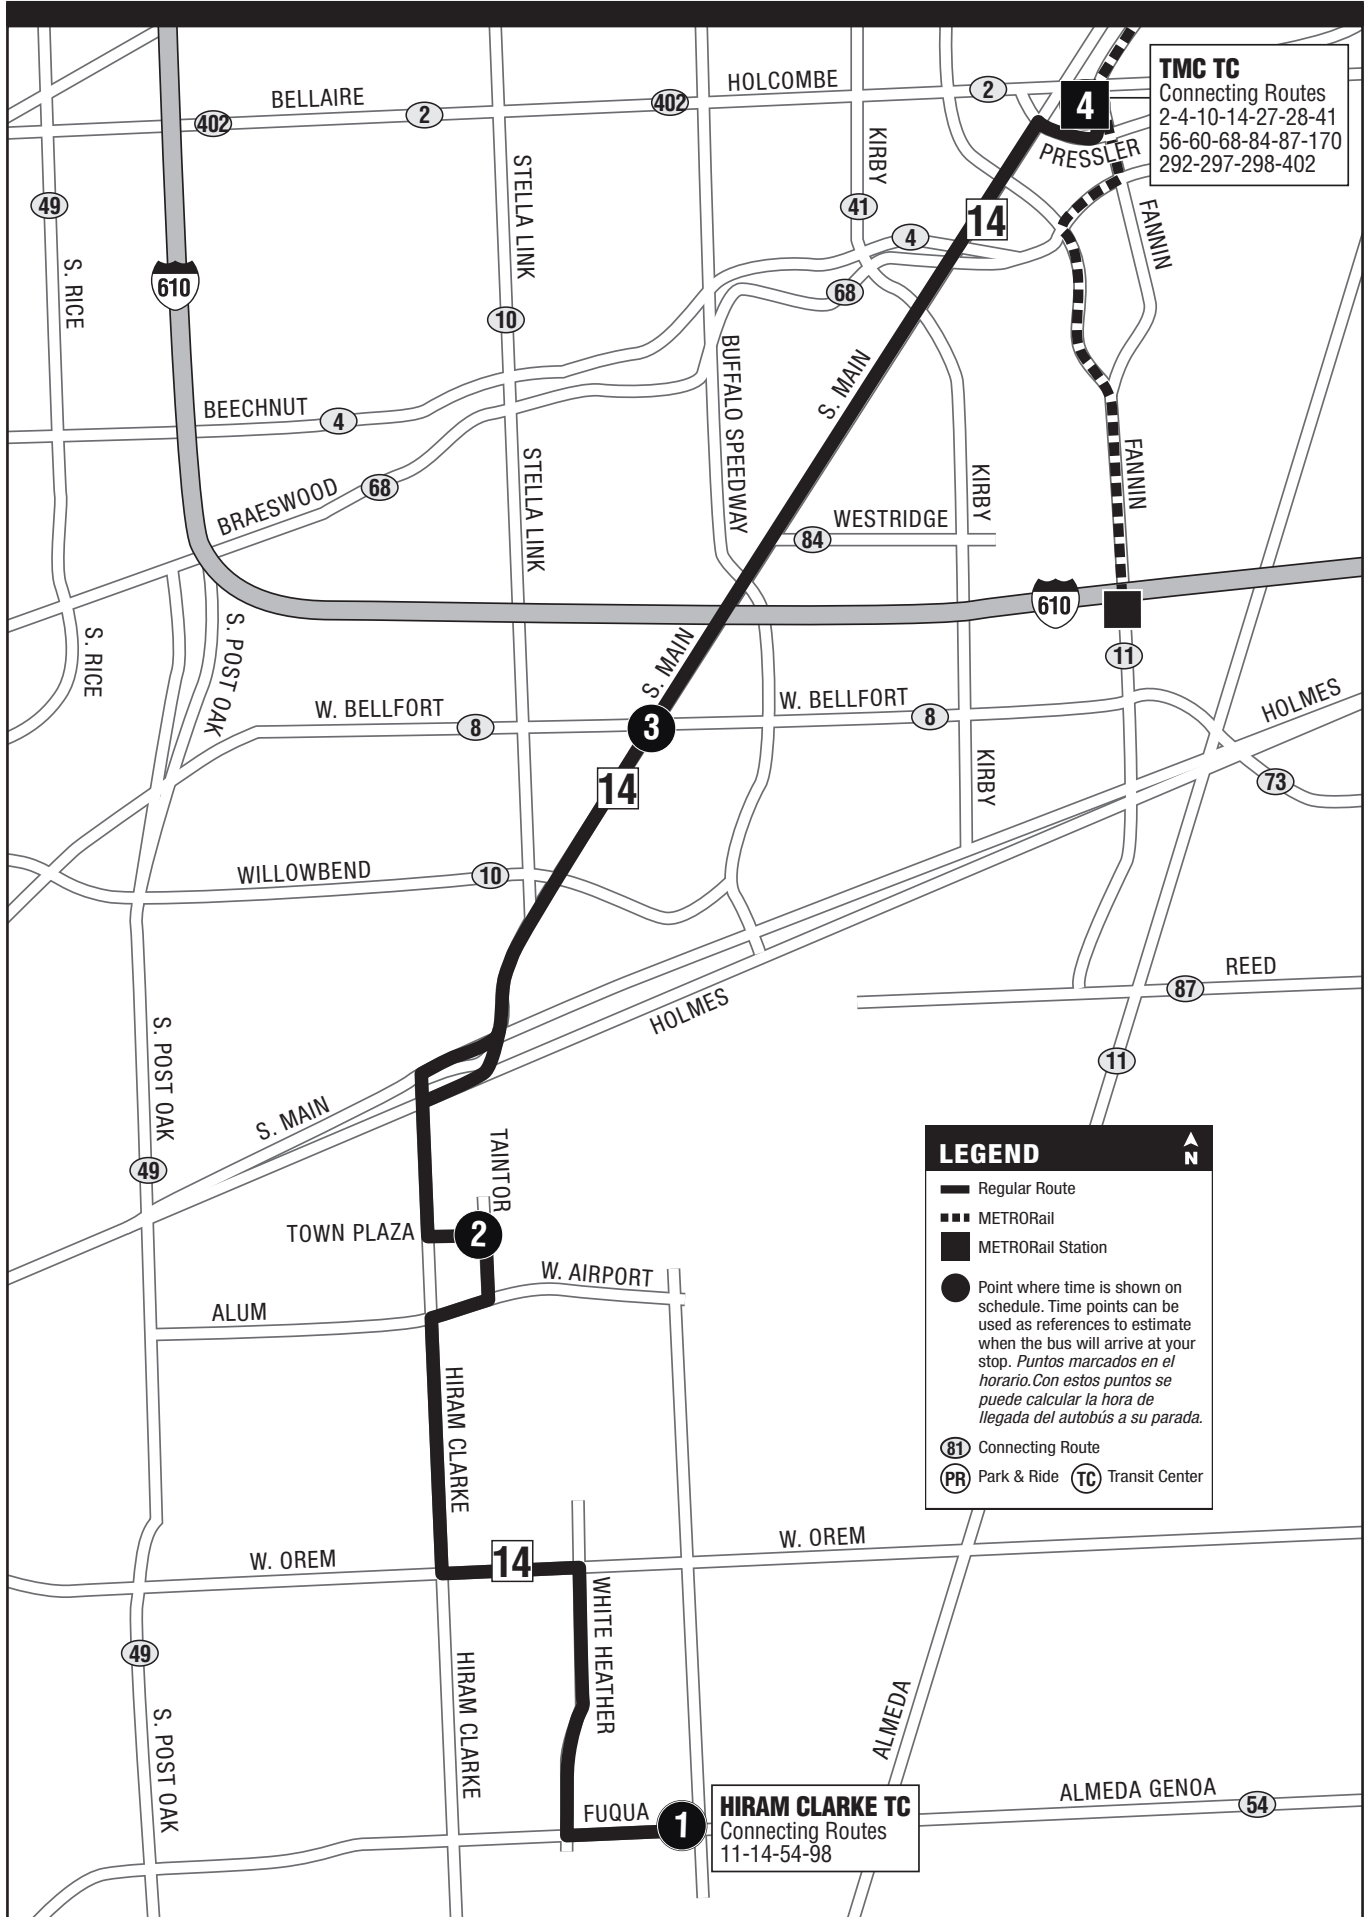 TMC TC
Connecting Routes
2-4-10-14-27-28-41
56-60-68-84-87-170
292-297-298-402
BELLAIRE
HOLCOMBE
402
2
402
2
4
PRESSLER
KIRBY
STELLA LINK
49
41
14
FANNIN
4
S. RICE
610
68
10
BUFFALO SPEEDWAY
S. MAIN
BEECHNUT
4
STELLA LINK
FANNIN
KIRBY
BRAESWOOD
68
WESTRIDGE
84
610
S. RICE
S. POST OAK
S. MAIN
11
W. BELLFORT
8
3
W. BELLFORT
8
HOLMES
KIRBY
14
73
WILLOWBEND
10
REED
87
HOLMES
S. POST OAK
11
S. MAIN
49
TAINTOR
TOWN PLAZA
2
W. AIRPORT
ALUM
HIRAM CLARKE
LEGEND
N
Regular Route
METRORail
METRORail Station
Point where time is shown on
schedule. Time points can be
used as references to estimate
when the bus will arrive at your
stop. Puntos marcados en el
horario.Con estos puntos se
puede calcular la hora de
llegada del autobús a su parada.
81 Connecting Route
PR Park & Ride TC Transit Center
W. OREM
14
W. OREM
WHITE HEATHER
49
HIRAM CLARKE
S. POST OAK
ALMEDA
FUQUA
1
HIRAM CLARKE TC
Connecting Routes
11-14-54-98
ALMEDA GENOA
54